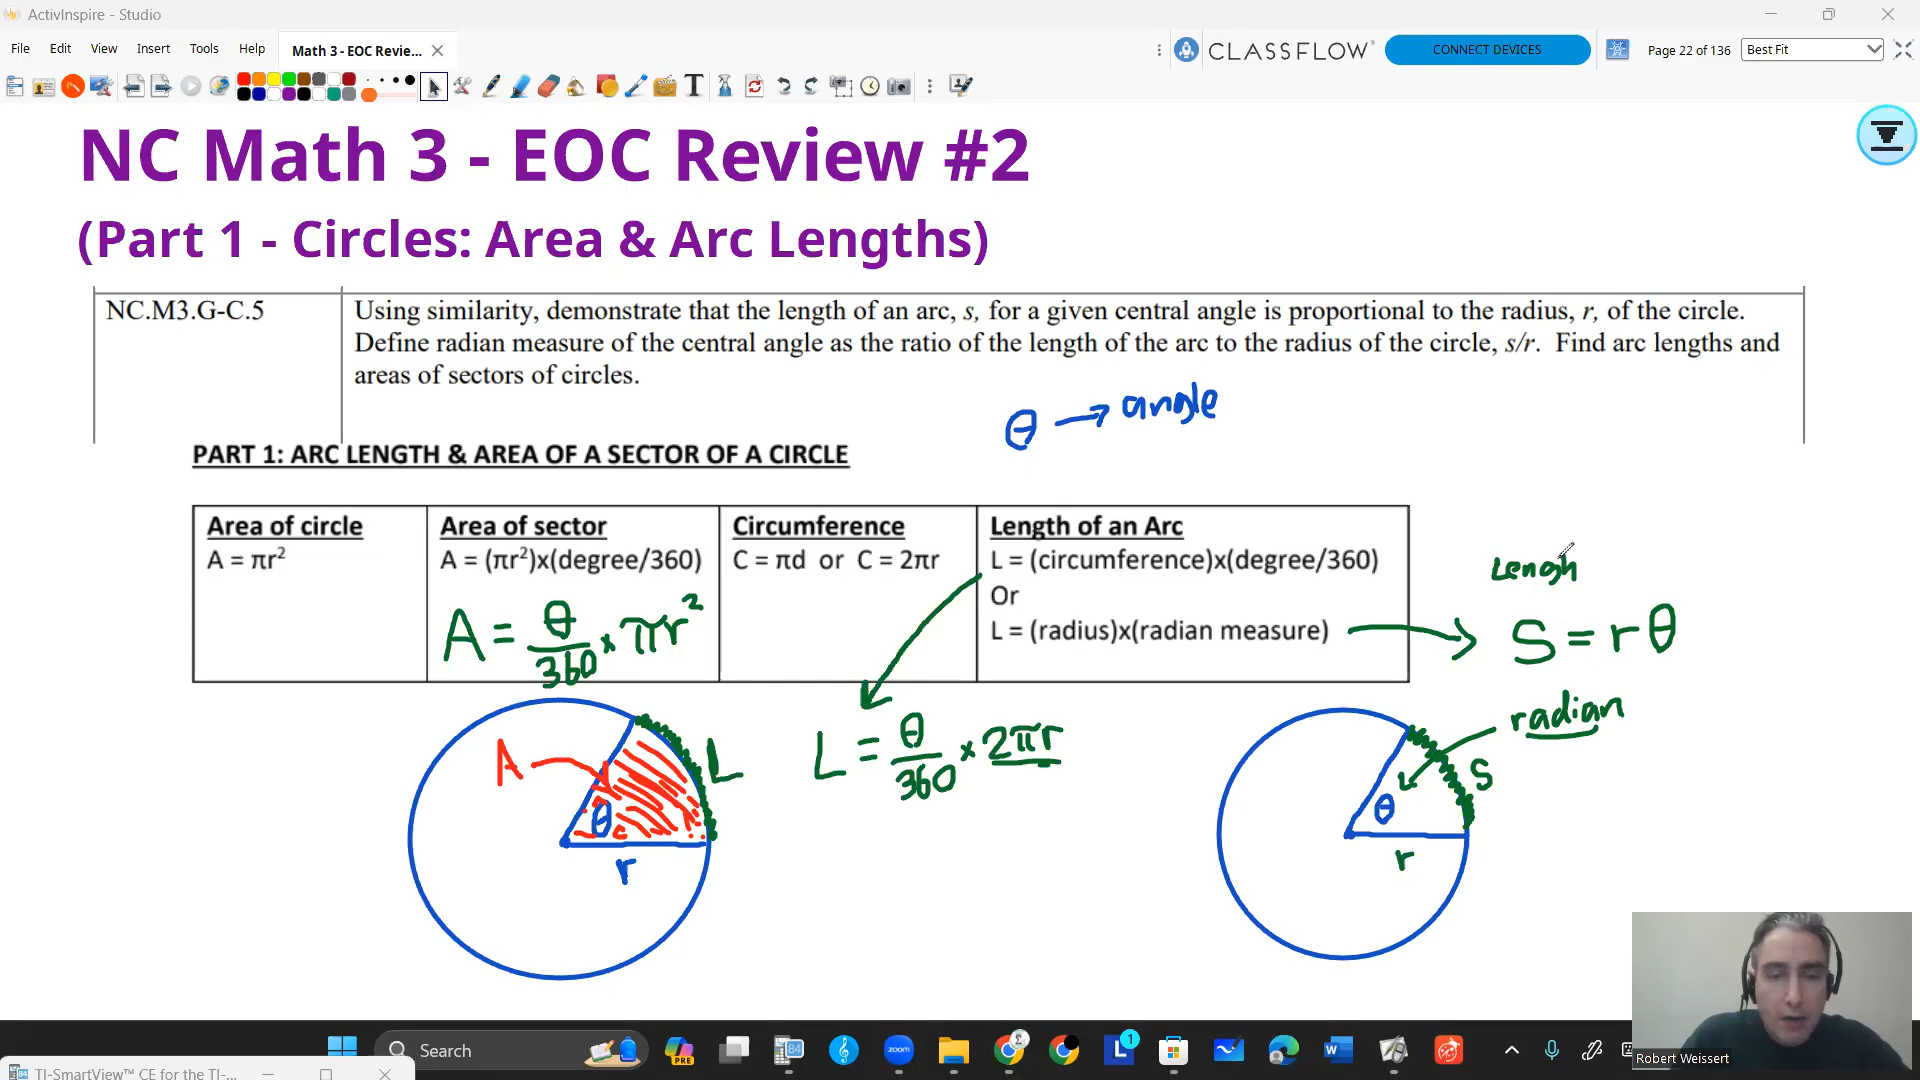 ActivInspire - Studio
File Edit View Insert Tools Help Math 3 - EOC Revie... CLASSFLOW CONNECT DEVICES Page 22 of 136 Best Fit
NC Math 3 - EOC Review #2
(Part 1 - Circles: Area & Arc Lengths)
NC.M3.G-C.5 Using similarity, demonstrate that the length of an arc, s, for a given central angle is proportional to the radius, r, of the circle.
Define radian measure of the central angle as the ratio of the length of the arc to the radius of the circle, s/r. Find arc lengths and
areas of sectors of circles.
θ → angle
PART 1: ARC LENGTH & AREA OF A SECTOR OF A CIRCLE
Area of circle
A = πr²
Area of sector
A = (πr²)x(degree/360)
A = θ/360 × πr²
Circumference
C = πd or C = 2πr
Length of an Arc
L = (circumference)x(degree/360)
Or
L = (radius)x(radian measure)
Lengh
S = rθ
radian
A
θ
r
L
L = θ/360 × 2πr
θ
r
S
Robert Weissert
Search
PRE
84
zoom
L
1
W
TI-SmartView™ CE for the TI-...